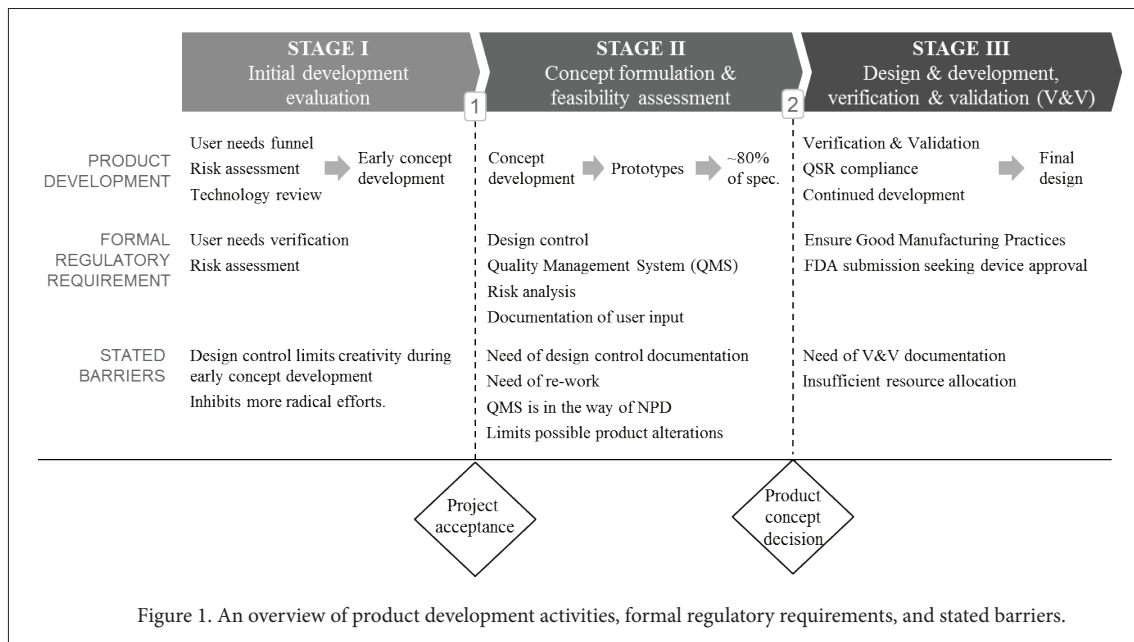 STAGE I
Initial development
evaluation
STAGE II
Concept formulation &
feasibility assessment
STAGE III
Design & development,
verification & validation (V&V)
1
2
PRODUCT
DEVELOPMENT
User needs funnel
Risk assessment
Technology review
Early concept
development
Concept
development
Prototypes
~80%
of spec.
Verification & Validation
QSR compliance
Continued development
Final
design
FORMAL
REGULATORY
REQUIREMENT
User needs verification
Risk assessment
Design control
Quality Management System (QMS)
Risk analysis
Documentation of user input
Ensure Good Manufacturing Practices
FDA submission seeking device approval
STATED
BARRIERS
Design control limits creativity during
early concept development
Inhibits more radical efforts.
Need of design control documentation
Need of re-work
QMS is in the way of NPD
Limits possible product alterations
Need of V&V documentation
Insufficient resource allocation
Project
acceptance
Product
concept
decision
Figure 1. An overview of product development activities, formal regulatory requirements, and stated barriers.